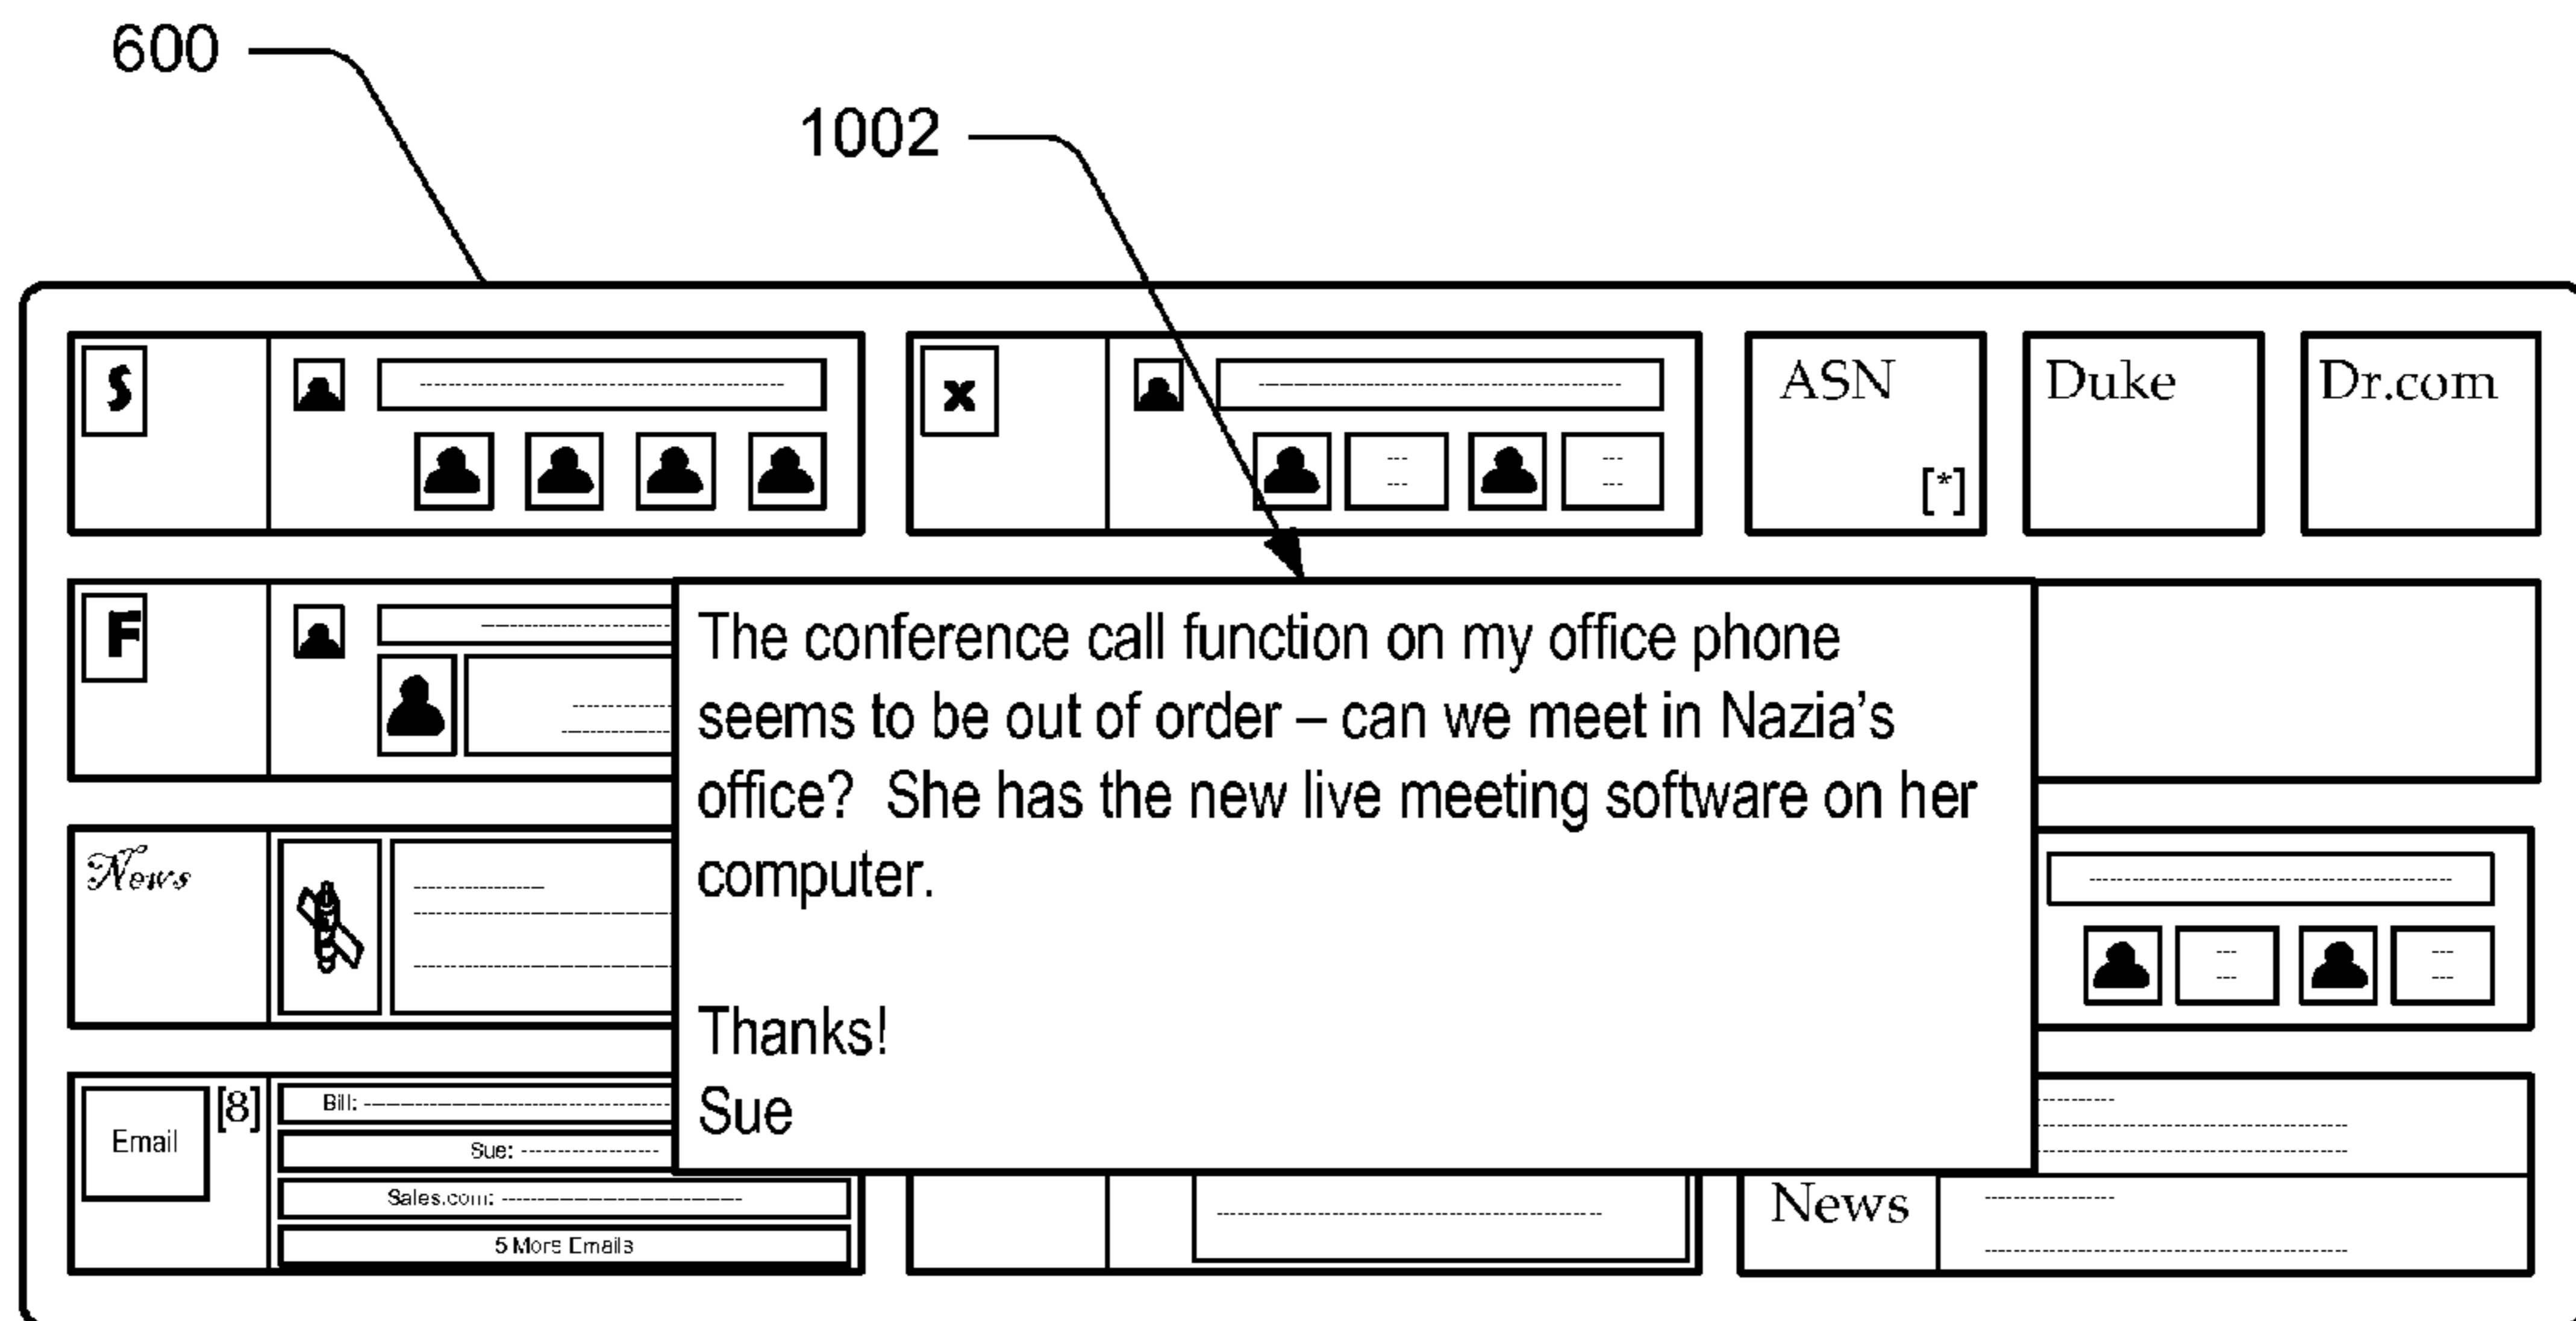 600
1002
S
x
ASN
[*]
Duke
Dr.com
F
The conference call function on my office phone
seems to be out of order – can we meet in Nazia's
office?  She has the new live meeting software on her
computer.
Thanks!
Sue
News
Email
[8]
Bill:
Sue:
Sales.com:
5 More Emails
News